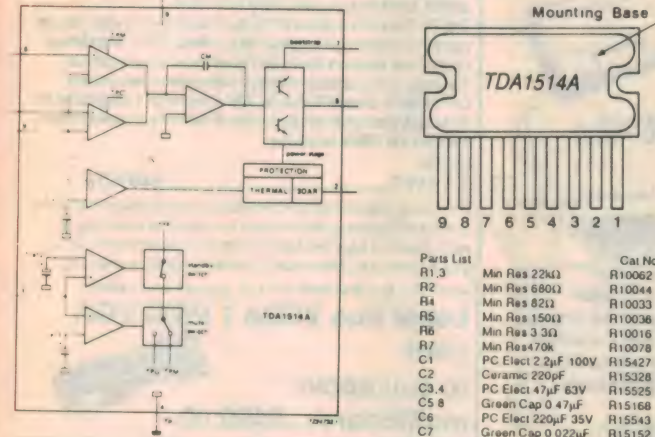 bootstrap
power stage
PROTECTION
THERMAL SOAR
standby
switch
mute
switch
TDA1514A
Mounting Base
TDA1514A
9 8 7 6 5 4 3 2 1
Parts List Cat No
R1,3 Min Res 22kΩ R10062
R2 Min Res 680Ω R10044
R4 Min Res 82Ω R10033
R5 Min Res 150Ω R10036
R6 Min Res 3.3Ω R10016
R7 Min Res470k R10078
C1 PC Elect 2.2µF 100V R15427
C2 Ceramic 220pF R15328
C3,4 PC Elect 47µF 63V R15525
C5.8 Green Cap 0.47µF R15168
C6 PC Elect 220µF 35V R15543
C7 Green Cap 0.022µF R15152